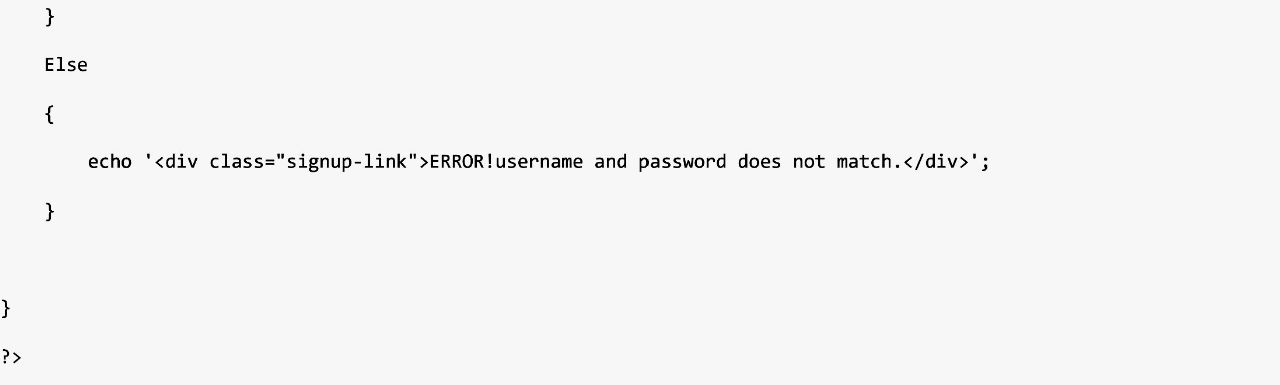 }
Else
{
echo '<div class="signup-link">ERROR!username and password does not match.</div>';
}
}
?>